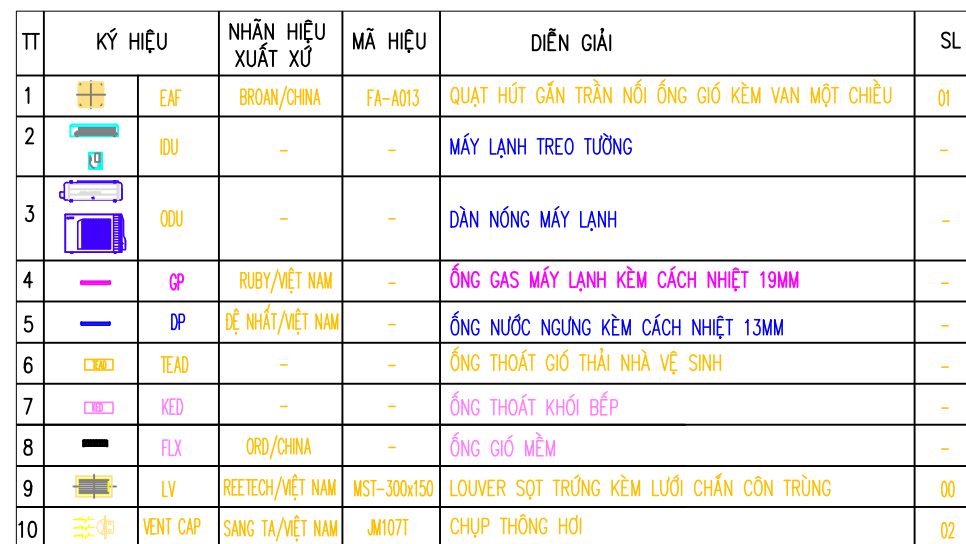 TT KÝ HIỆU NHÃN HIỆU XUẤT XỨ MÃ HIỆU DIỄN GIẢI SL
1 EAF BROAN/CHINA FA-A013 QUẠT HÚT GẮN TRẦN NỐI ỐNG GIÓ KÈM VAN MỘT CHIỀU 01
2 IDU - - MÁY LẠNH TREO TƯỜNG -
3 ODU - - DÀN NÓNG MÁY LẠNH -
4 GP RUBY/VIỆT NAM - ỐNG GAS MÁY LẠNH KÈM CÁCH NHIỆT 19MM -
5 DP ĐỆ NHẤT/VIỆT NAM - ỐNG NƯỚC NGƯNG KÈM CÁCH NHIỆT 13MM -
6 TEAD TEAD - - ỐNG THOÁT GIÓ THẢI NHÀ VỆ SINH -
7 KED KED - - ỐNG THOÁT KHÓI BẾP -
8 FLX ORD/CHINA - ỐNG GIÓ MỀM -
9 LV REETECH/VIỆT NAM MST-300x150 LOUVER SỌT TRỨNG KÈM LƯỚI CHẮN CÔN TRÙNG 00
10 VENT CAP SANG TA/VIỆT NAM JM107T CHỤP THÔNG HƠI 02